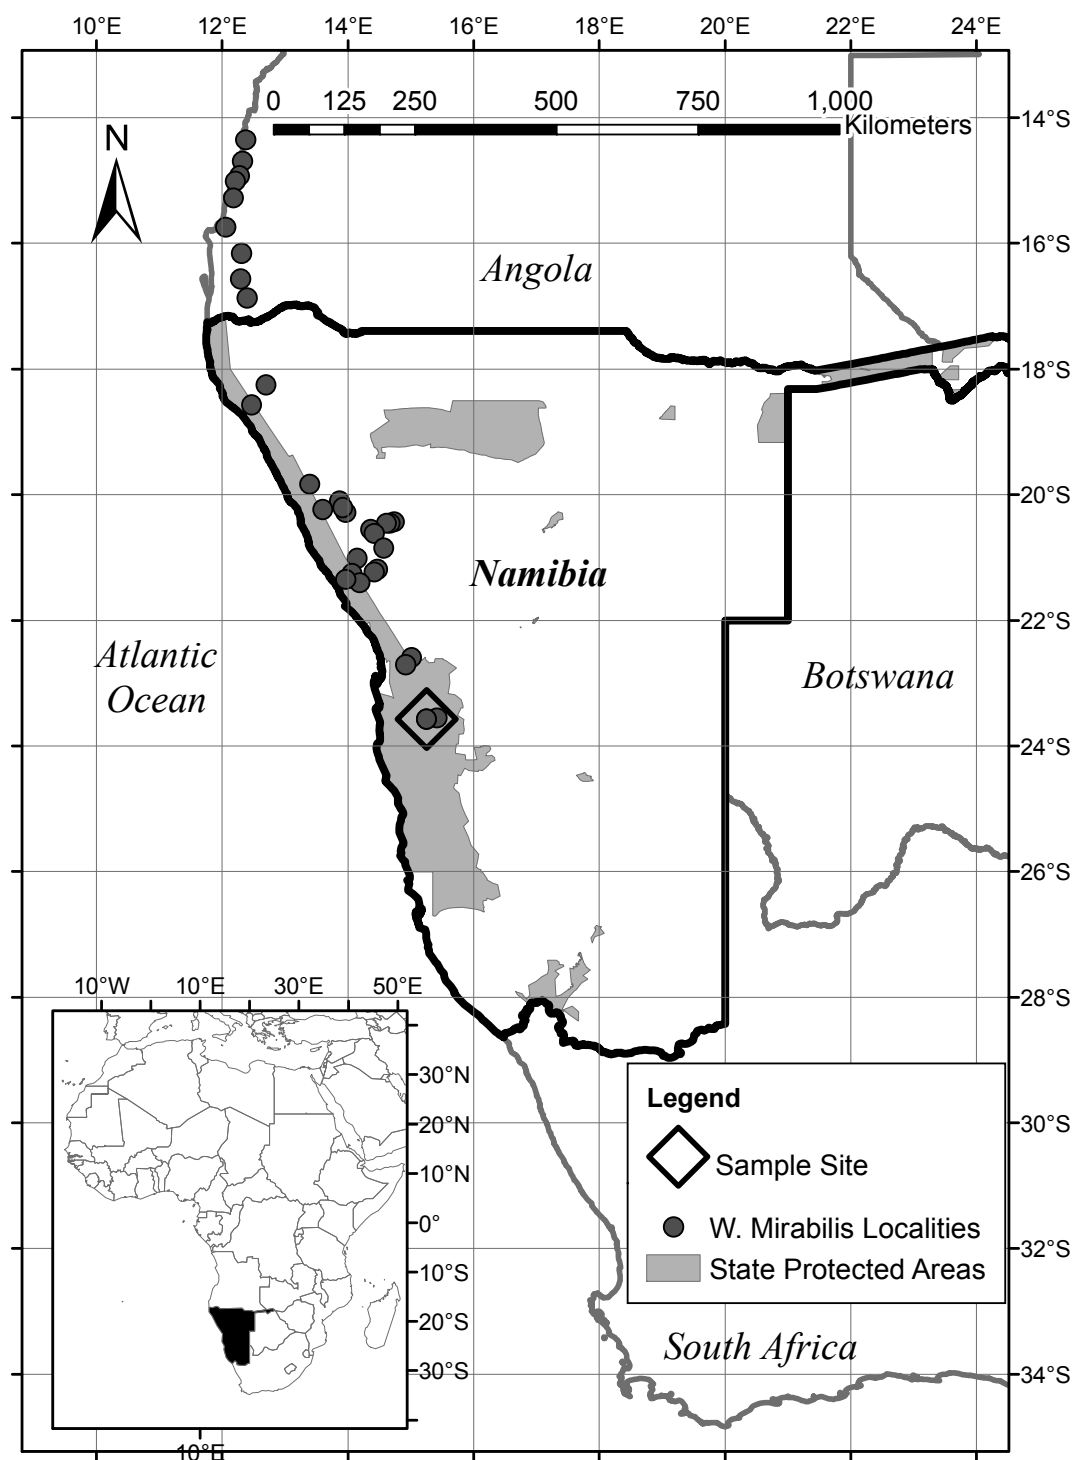 10°E 12°E 14°E 16°E 18°E 20°E 22°E 24°E
0 125 250 500 750 1,000
Kilometers
N
14°S
16°S
Angola
18°S
20°S
Namibia
22°S
Atlantic
Ocean
Botswana
24°S
26°S
28°S
10°W 10°E 30°E 50°E
30°N
20°N
10°N
0°
10°S
20°S
30°S
10°E
Legend
Sample Site
W. Mirabilis Localities
State Protected Areas
30°S
32°S
South Africa
34°S